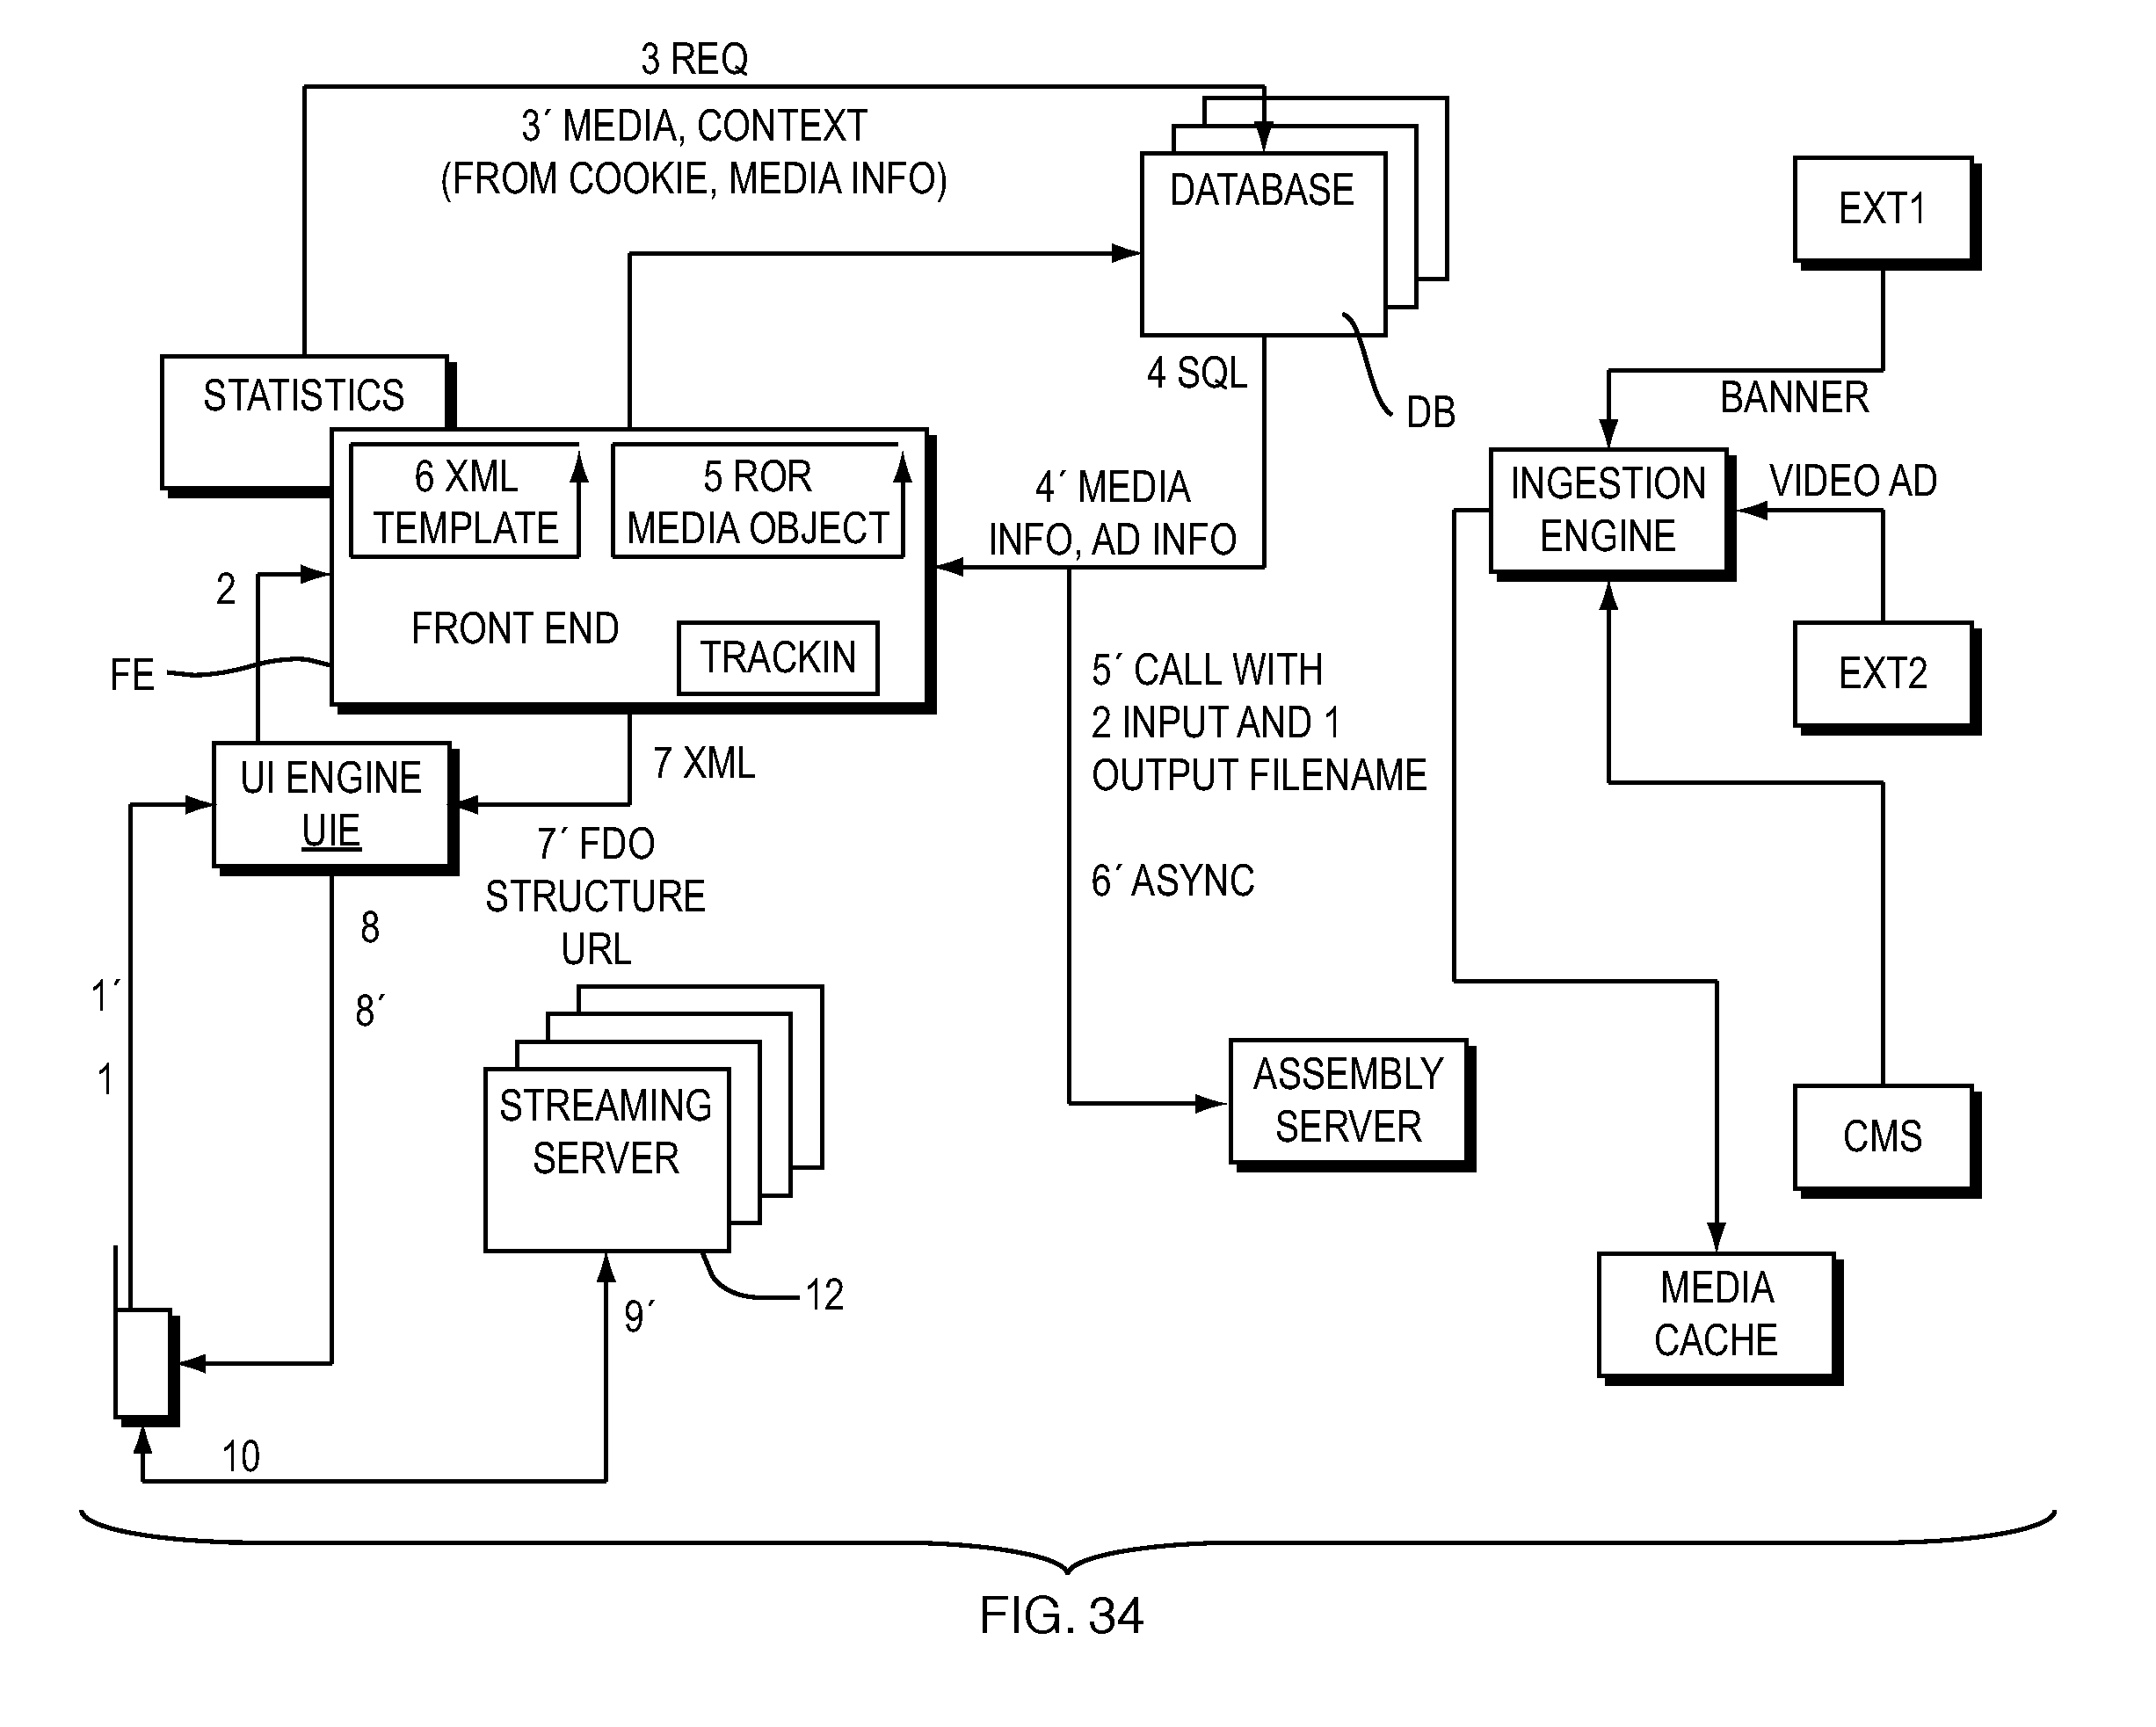 3 REQ
3´ MEDIA, CONTEXT
(FROM COOKIE, MEDIA INFO)
DATABASE
EXT1
STATISTICS
4 SQL
DB
BANNER
6 XML
TEMPLATE
5 ROR
MEDIA OBJECT
4´ MEDIA
INFO, AD INFO
INGESTION
ENGINE
VIDEO AD
2
FRONT END
TRACKIN
FE
EXT2
5´ CALL WITH
2 INPUT AND 1
OUTPUT FILENAME
7 XML
UI ENGINE
UIE
7´ FDO
STRUCTURE
URL
6´ ASYNC
8
1´
8´
1
STREAMING
SERVER
ASSEMBLY
SERVER
CMS
12
9´
MEDIA
CACHE
10
FIG. 34